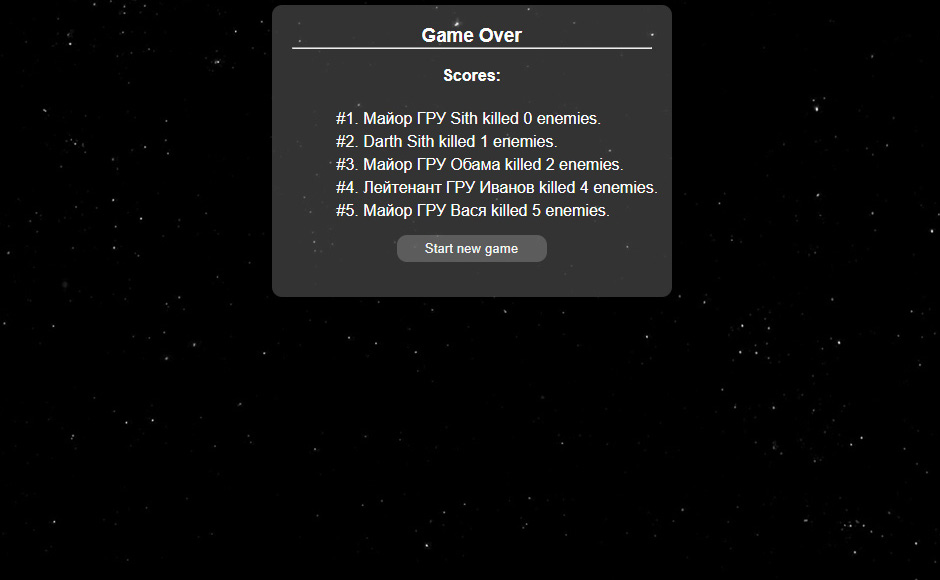 Game Over
Scores:
#1. Майор ГРУ Sith killed 0 enemies.
#2. Darth Sith killed 1 enemies.
#3. Майор ГРУ Обама killed 2 enemies.
#4. Лейтенант ГРУ Иванов killed 4 enemies.
#5. Майор ГРУ Вася killed 5 enemies.
Start new game